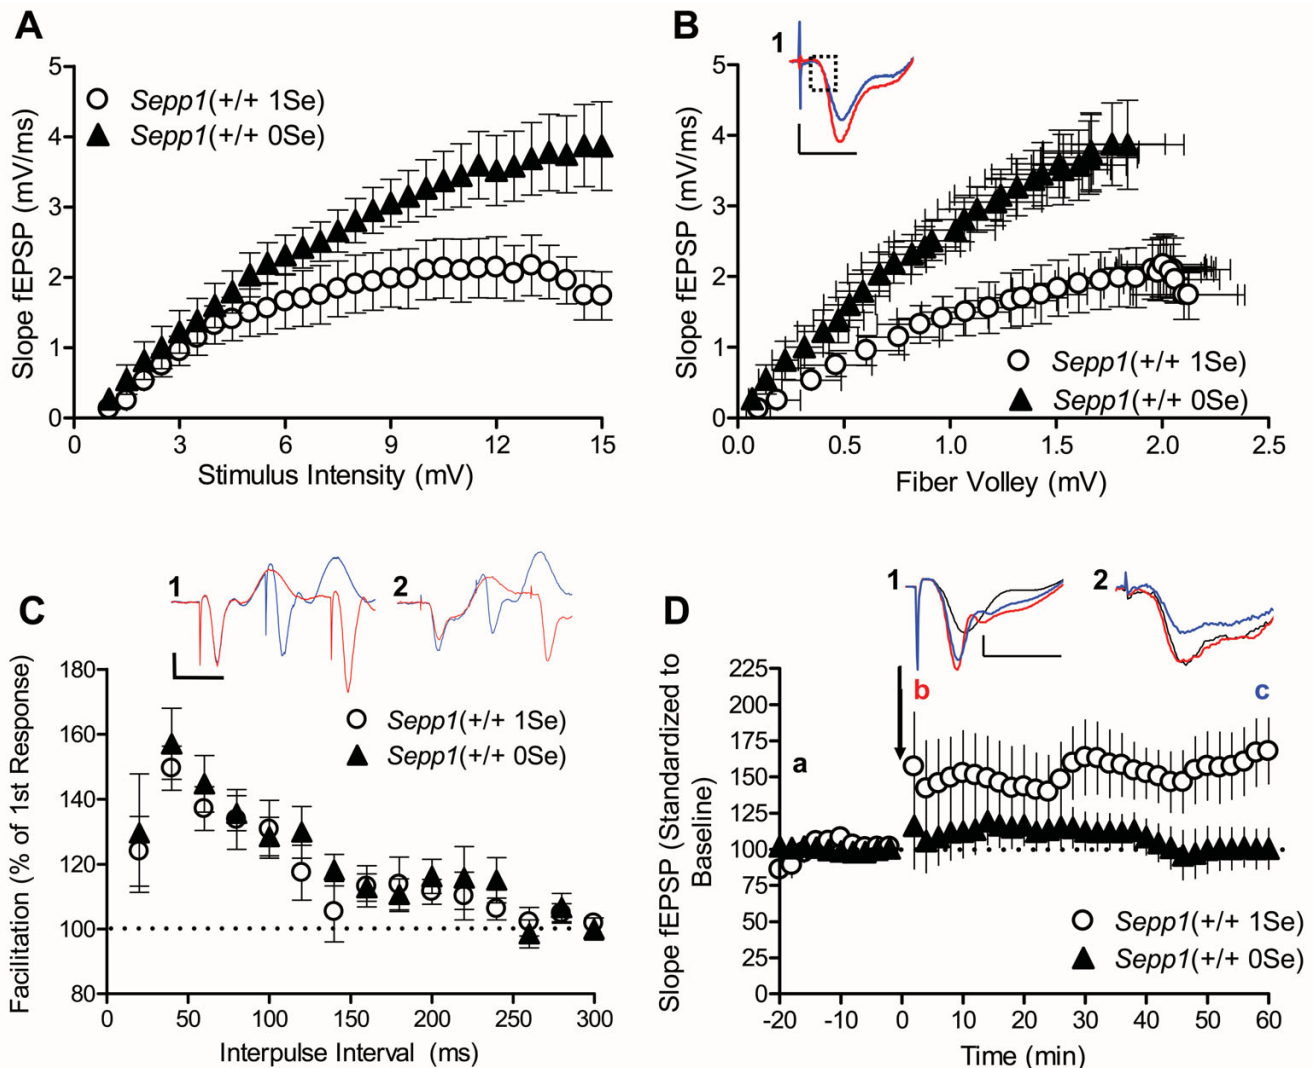 A
5
4
3
2
1
0
Slope fEPSP (mV/ms)
Sepp1(+/+ 1Se)
Sepp1(+/+ 0Se)
0 3 6 9 12 15
Stimulus Intensity (mV)
B
1
5
4
3
2
1
0
Slope fEPSP (mV/ms)
Sepp1(+/+ 1Se)
Sepp1(+/+ 0Se)
0.0 0.5 1.0 1.5 2.0 2.5
Fiber Volley (mV)
C
1 2
180
160
140
120
100
80
Facilitation (% of 1st Response)
Sepp1(+/+ 1Se)
Sepp1(+/+ 0Se)
0 50 100 150 200 250 300
Interpulse Interval (ms)
D
1 2
225
200
175
150
125
100
75
50
25
0
Slope fEPSP (Standardized to
Baseline)
b c
a
Sepp1(+/+ 1Se)
Sepp1(+/+ 0Se)
-20 -10 0 10 20 30 40 50 60
Time (min)